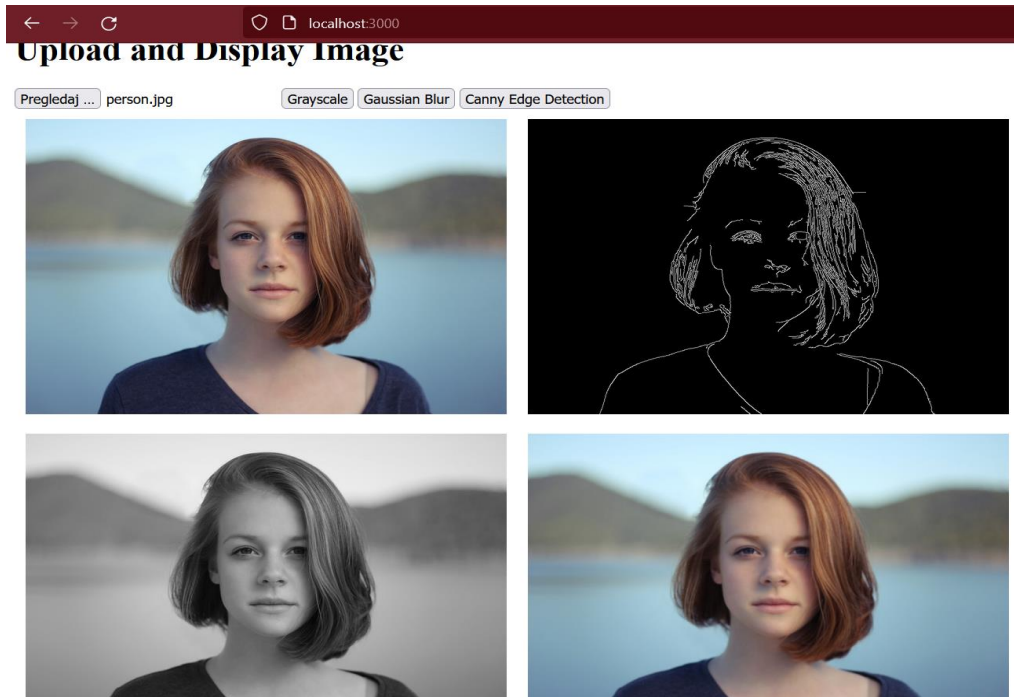 localhost:3000
Upload and Display Image
Pregledaj ... person.jpg Grayscale Gaussian Blur Canny Edge Detection